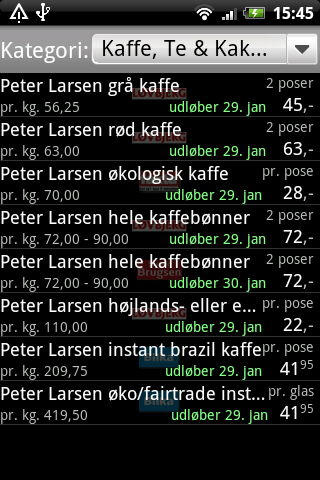 15:45
Kategori: Kaffe, Te & Kak...
Peter Larsen grå kaffe 2 poser
LØVBJERG
pr. kg. 56,25 udløber 29. jan 45,-
Peter Larsen rød kaffe 2 poser
LØVBJERG
pr. kg. 63,00 udløber 29. jan 63,-
Peter Larsen økologisk kaffe pr. pose
pr. kg. 70,00 udløber 29. jan 28,-
Peter Larsen hele kaffebønner 2 poser
LØVBJERG
pr. kg. 72,00 - 90,00 udløber 29. jan 72,-
Peter Larsen hele kaffebønner 2 poser
Brugsen
pr. kg. 72,00 - 90,00 udløber 30. jan 72,-
Peter Larsen højlands- eller e... pr. pose
LØVBJERG
pr. kg. 110,00 udløber 29. jan 22,-
Peter Larsen instant brazil kaffe pr. pose
Bilka
pr. kg. 209,75 udløber 29. jan 41 95
Peter Larsen øko/fairtrade inst... pr. glas
Bilka
pr. kg. 419,50 udløber 29. jan 41 95